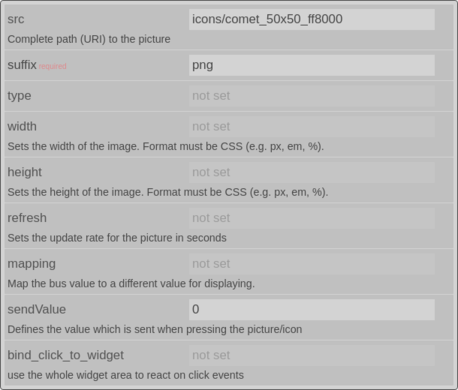 src icons/comet_50x50_ff8000
Complete path (URI) to the picture
suffix required png
type not set
width not set
Sets the width of the image. Format must be CSS (e.g. px, em, %).
height not set
Sets the height of the image. Format must be CSS (e.g. px, em, %).
refresh not set
Sets the update rate for the picture in seconds
mapping not set
Map the bus value to a different value for displaying.
sendValue 0
Defines the value which is sent when pressing the picture/icon
bind_click_to_widget not set
use the whole widget area to react on click events